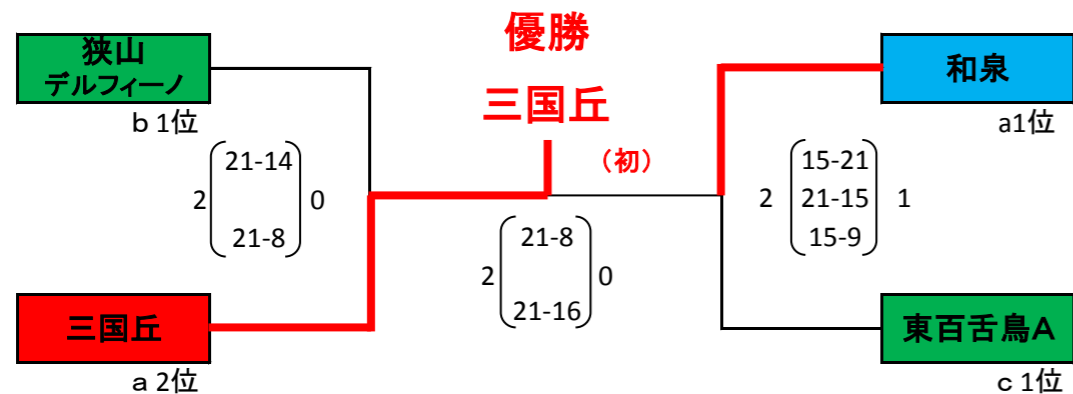 優勝
三国丘
（初）
狭山
デルフィーノ
ｂ 1位
21-14
2 0
21-8
三国丘
ａ 2位
21-8
2 0
21-16
和泉
a1位
15-21
2 21-15 1
15-9
東百舌鳥Ａ
ｃ 1位